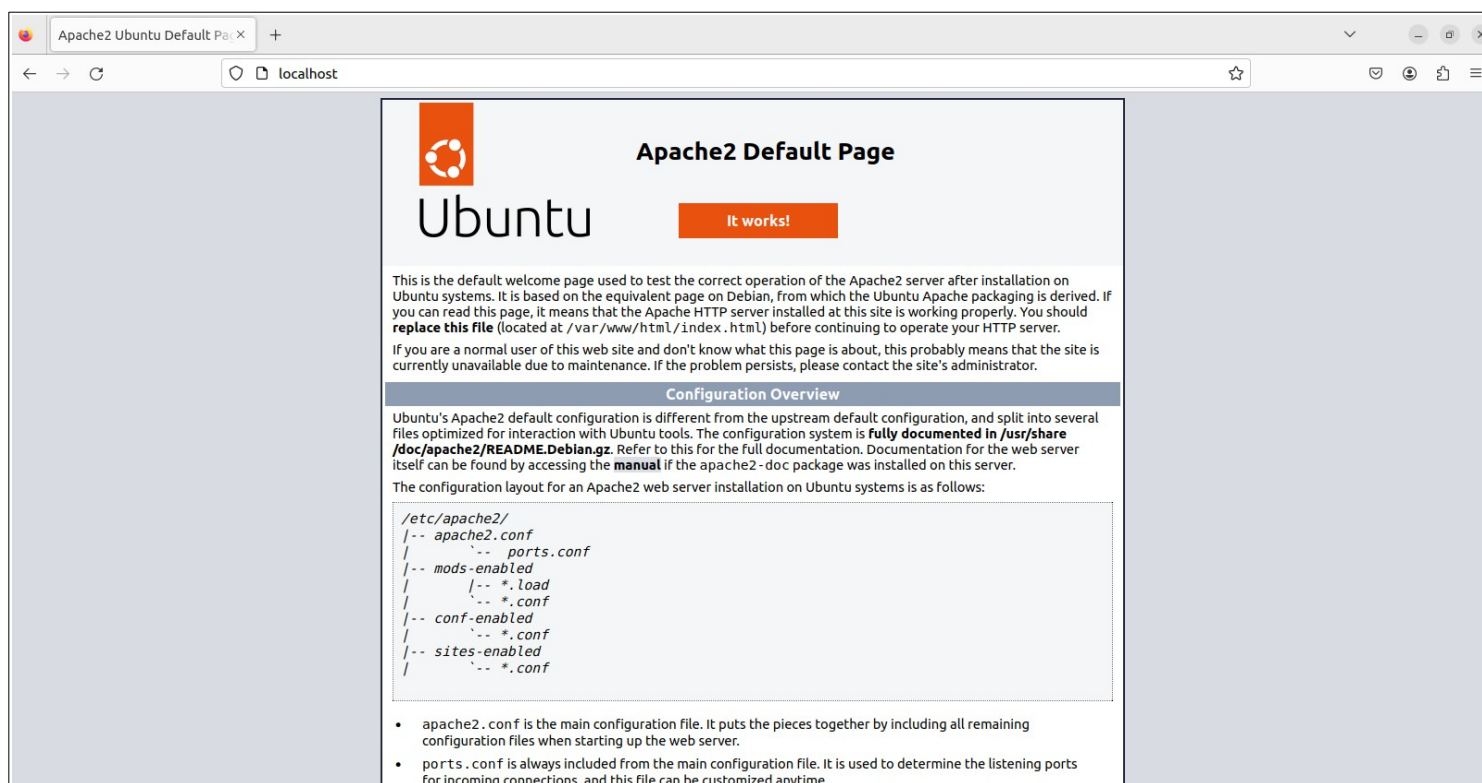 Apache2 Ubuntu Default Pa
localhost
Apache2 Default Page
Ubuntu
It works!
This is the default welcome page used to test the correct operation of the Apache2 server after installation on
Ubuntu systems. It is based on the equivalent page on Debian, from which the Ubuntu Apache packaging is derived. If
you can read this page, it means that the Apache HTTP server installed at this site is working properly. You should
replace this file (located at /var/www/html/index.html) before continuing to operate your HTTP server.
If you are a normal user of this web site and don't know what this page is about, this probably means that the site is
currently unavailable due to maintenance. If the problem persists, please contact the site's administrator.
Configuration Overview
Ubuntu's Apache2 default configuration is different from the upstream default configuration, and split into several
files optimized for interaction with Ubuntu tools. The configuration system is fully documented in /usr/share
/doc/apache2/README.Debian.gz. Refer to this for the full documentation. Documentation for the web server
itself can be found by accessing the manual if the apache2-doc package was installed on this server.
The configuration layout for an Apache2 web server installation on Ubuntu systems is as follows:
/etc/apache2/
|-- apache2.conf
|       `--  ports.conf
|-- mods-enabled
|       |-- *.load
|       `-- *.conf
|-- conf-enabled
|       `-- *.conf
|-- sites-enabled
|       `-- *.conf
• apache2.conf is the main configuration file. It puts the pieces together by including all remaining
configuration files when starting up the web server.
• ports.conf is always included from the main configuration file. It is used to determine the listening ports
for incoming connections, and this file can be customized anytime.